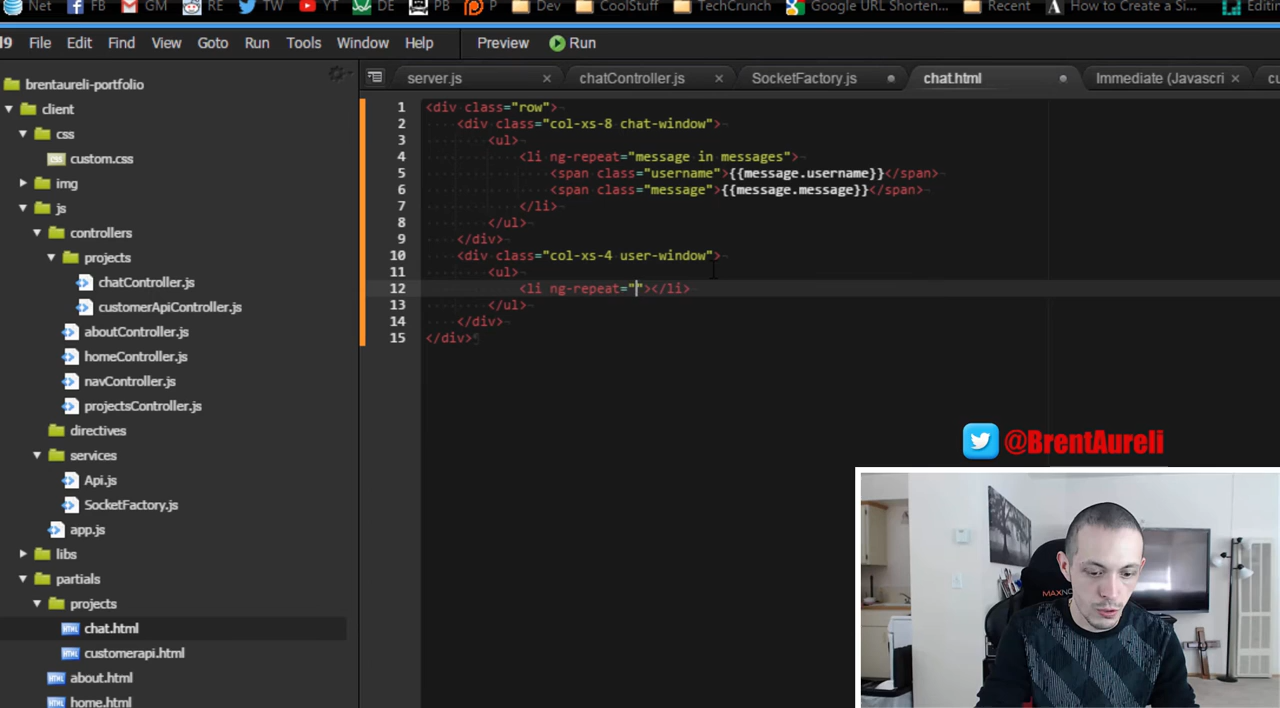 Net FB GM RE TW YT DE PB P Dev CoolStuff TechCrunch Google URL Shorten... Recent How to Create a Si... Editin
l9 File Edit Find View Goto Run Tools Window Help Preview Run
brentaureli-portfolio
client
css
custom.css
img
js
controllers
projects
chatController.js
customerApiController.js
aboutController.js
homeController.js
navController.js
projectsController.js
directives
services
Api.js
SocketFactory.js
app.js
libs
partials
projects
chat.html
customerapi.html
about.html
home.html
server.js chatController.js SocketFactory.js chat.html Immediate (Javascri cu
1 <div class="row">
2 <div class="col-xs-8 chat-window">
3 <ul>
4 <li ng-repeat="message in messages">
5 <span class="username">{{message.username}}</span>
6 <span class="message">{{message.message}}</span>
7 </li>
8 </ul>
9 </div>
10 <div class="col-xs-4 user-window">
11 <ul>
12 <li ng-repeat=""></li>
13 </ul>
14 </div>
15 </div>
@BrentAureli